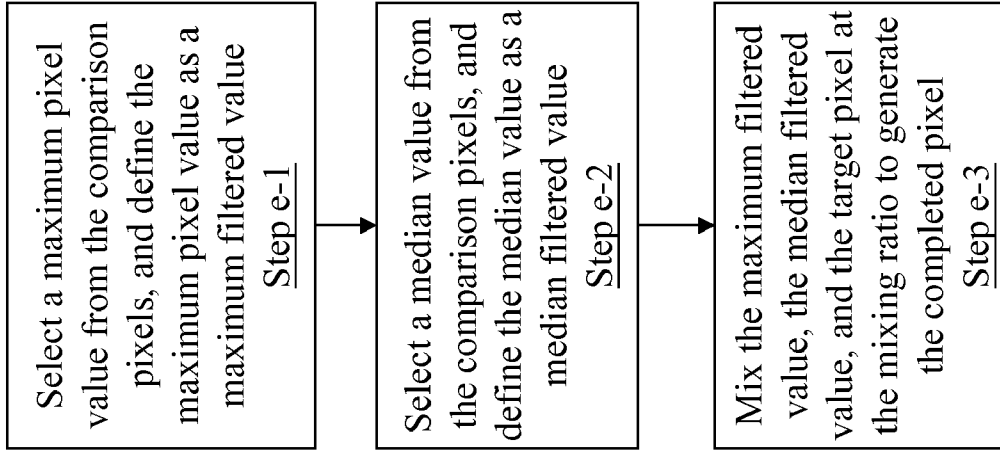 Select a maximum pixel
value from the comparison
pixels, and define the
maximum pixel value as a
maximum filtered value
Step e-1
Select a median value from
the comparison pixels, and
define the median value as a
median filtered value
Step e-2
Mix the maximum filtered
value, the median filtered
value, and the target pixel at
the mixing ratio to generate
the completed pixel
Step e-3